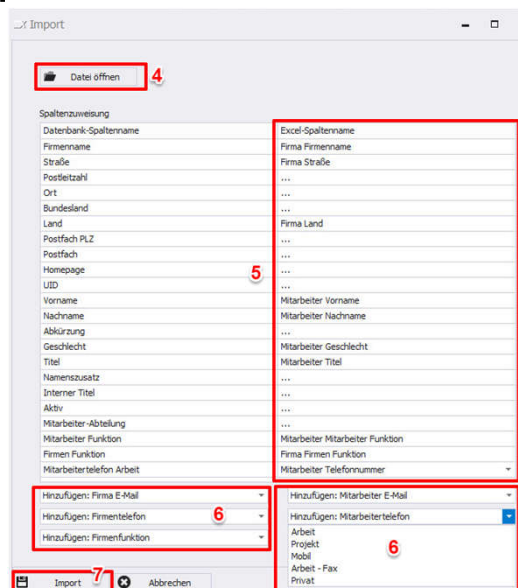 Import
Datei öffnen 4
Spaltenzuweisung
Datenbank-Spaltenname Excel-Spaltenname
Firmenname Firma Firmenname
Straße Firma Straße
Postleitzahl ...
Ort ...
Bundesland ...
Land Firma Land
Postfach PLZ ...
Postfach ...
Homepage ...
5
UID ...
Vorname Mitarbeiter Vorname
Nachname Mitarbeiter Nachname
Abkürzung ...
Geschlecht Mitarbeiter Geschlecht
Titel Mitarbeiter Titel
Namenszusatz ...
Interner Titel ...
Aktiv ...
Mitarbeiter-Abteilung ...
Mitarbeiter Funktion Mitarbeiter Mitarbeiter Funktion
Firmen Funktion Firma Firmen Funktion
Mitarbeitertelefon Arbeit Mitarbeiter Telefonnummer
Hinzufügen: Firma E-Mail Hinzufügen: Mitarbeiter E-Mail
Hinzufügen: Firmentelefon 6 Hinzufügen: Mitarbeitertelefon
Hinzufügen: Firmenfunktion Arbeit
Projekt
6
Mobil
Arbeit - Fax
Privat
Import 7 Abbrechen